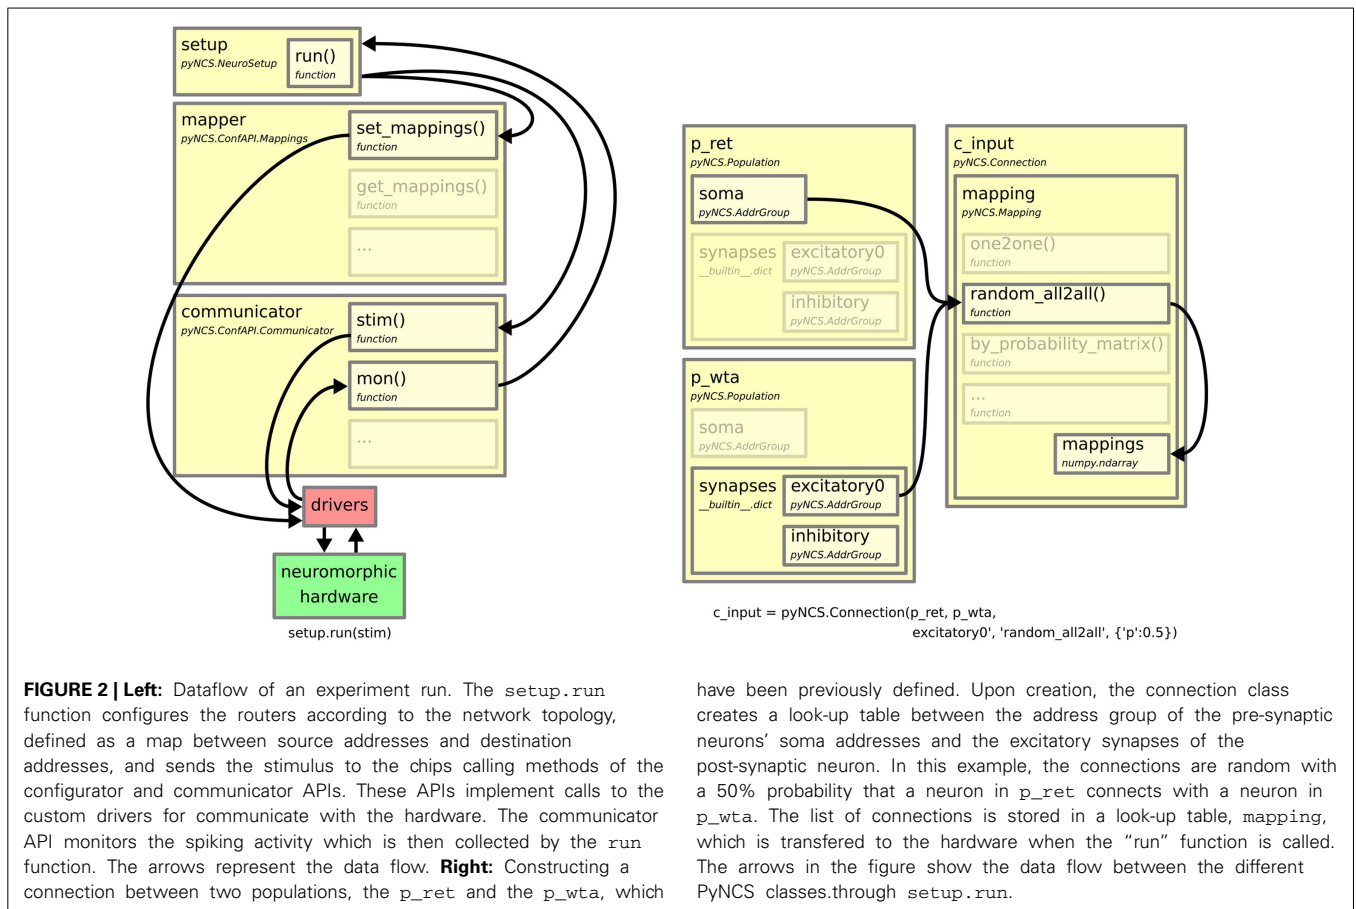 setup
pyNCS.NeuroSetup
run()
function
mapper
pyNCS.ConfAPI.Mappings
set_mappings()
function
get_mappings()
function
...
communicator
pyNCS.ConfAPI.Communicator
stim()
function
mon()
function
...
drivers
neuromorphic
hardware
setup.run(stim)
p_ret
pyNCS.Population
soma
pyNCS.AddrGroup
synapses
__builtin__.dict
excitatory0
pyNCS.AddrGroup
inhibitory
pyNCS.AddrGroup
p_wta
pyNCS.Population
soma
pyNCS.AddrGroup
synapses
__builtin__.dict
excitatory0
pyNCS.AddrGroup
inhibitory
pyNCS.AddrGroup
c_input
pyNCS.Connection
mapping
pyNCS.Mapping
one2one()
function
random_all2all()
function
by_probability_matrix()
function
...
function
mappings
numpy.ndarray
c_input = pyNCS.Connection(p_ret, p_wta,
excitatory0', 'random_all2all', {'p':0.5})
FIGURE 2 | Left: Dataflow of an experiment run. The setup.run
function configures the routers according to the network topology,
defined as a map between source addresses and destination
addresses, and sends the stimulus to the chips calling methods of the
configurator and communicator APIs. These APIs implement calls to the
custom drivers for communicate with the hardware. The communicator
API monitors the spiking activity which is then collected by the run
function. The arrows represent the data flow. Right: Constructing a
connection between two populations, the p_ret and the p_wta, which
have been previously defined. Upon creation, the connection class
creates a look-up table between the address group of the pre-synaptic
neurons' soma addresses and the excitatory synapses of the
post-synaptic neuron. In this example, the connections are random with
a 50% probability that a neuron in p_ret connects with a neuron in
p_wta. The list of connections is stored in a look-up table, mapping,
which is transfered to the hardware when the “run” function is called.
The arrows in the figure show the data flow between the different
PyNCS classes.through setup.run.